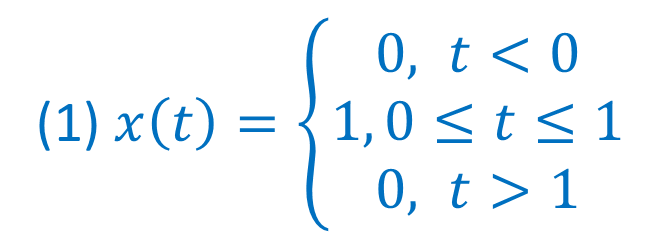 0, t < 0
(1) x(t) = { 1, 0 ≤ t ≤ 1
0, t > 1